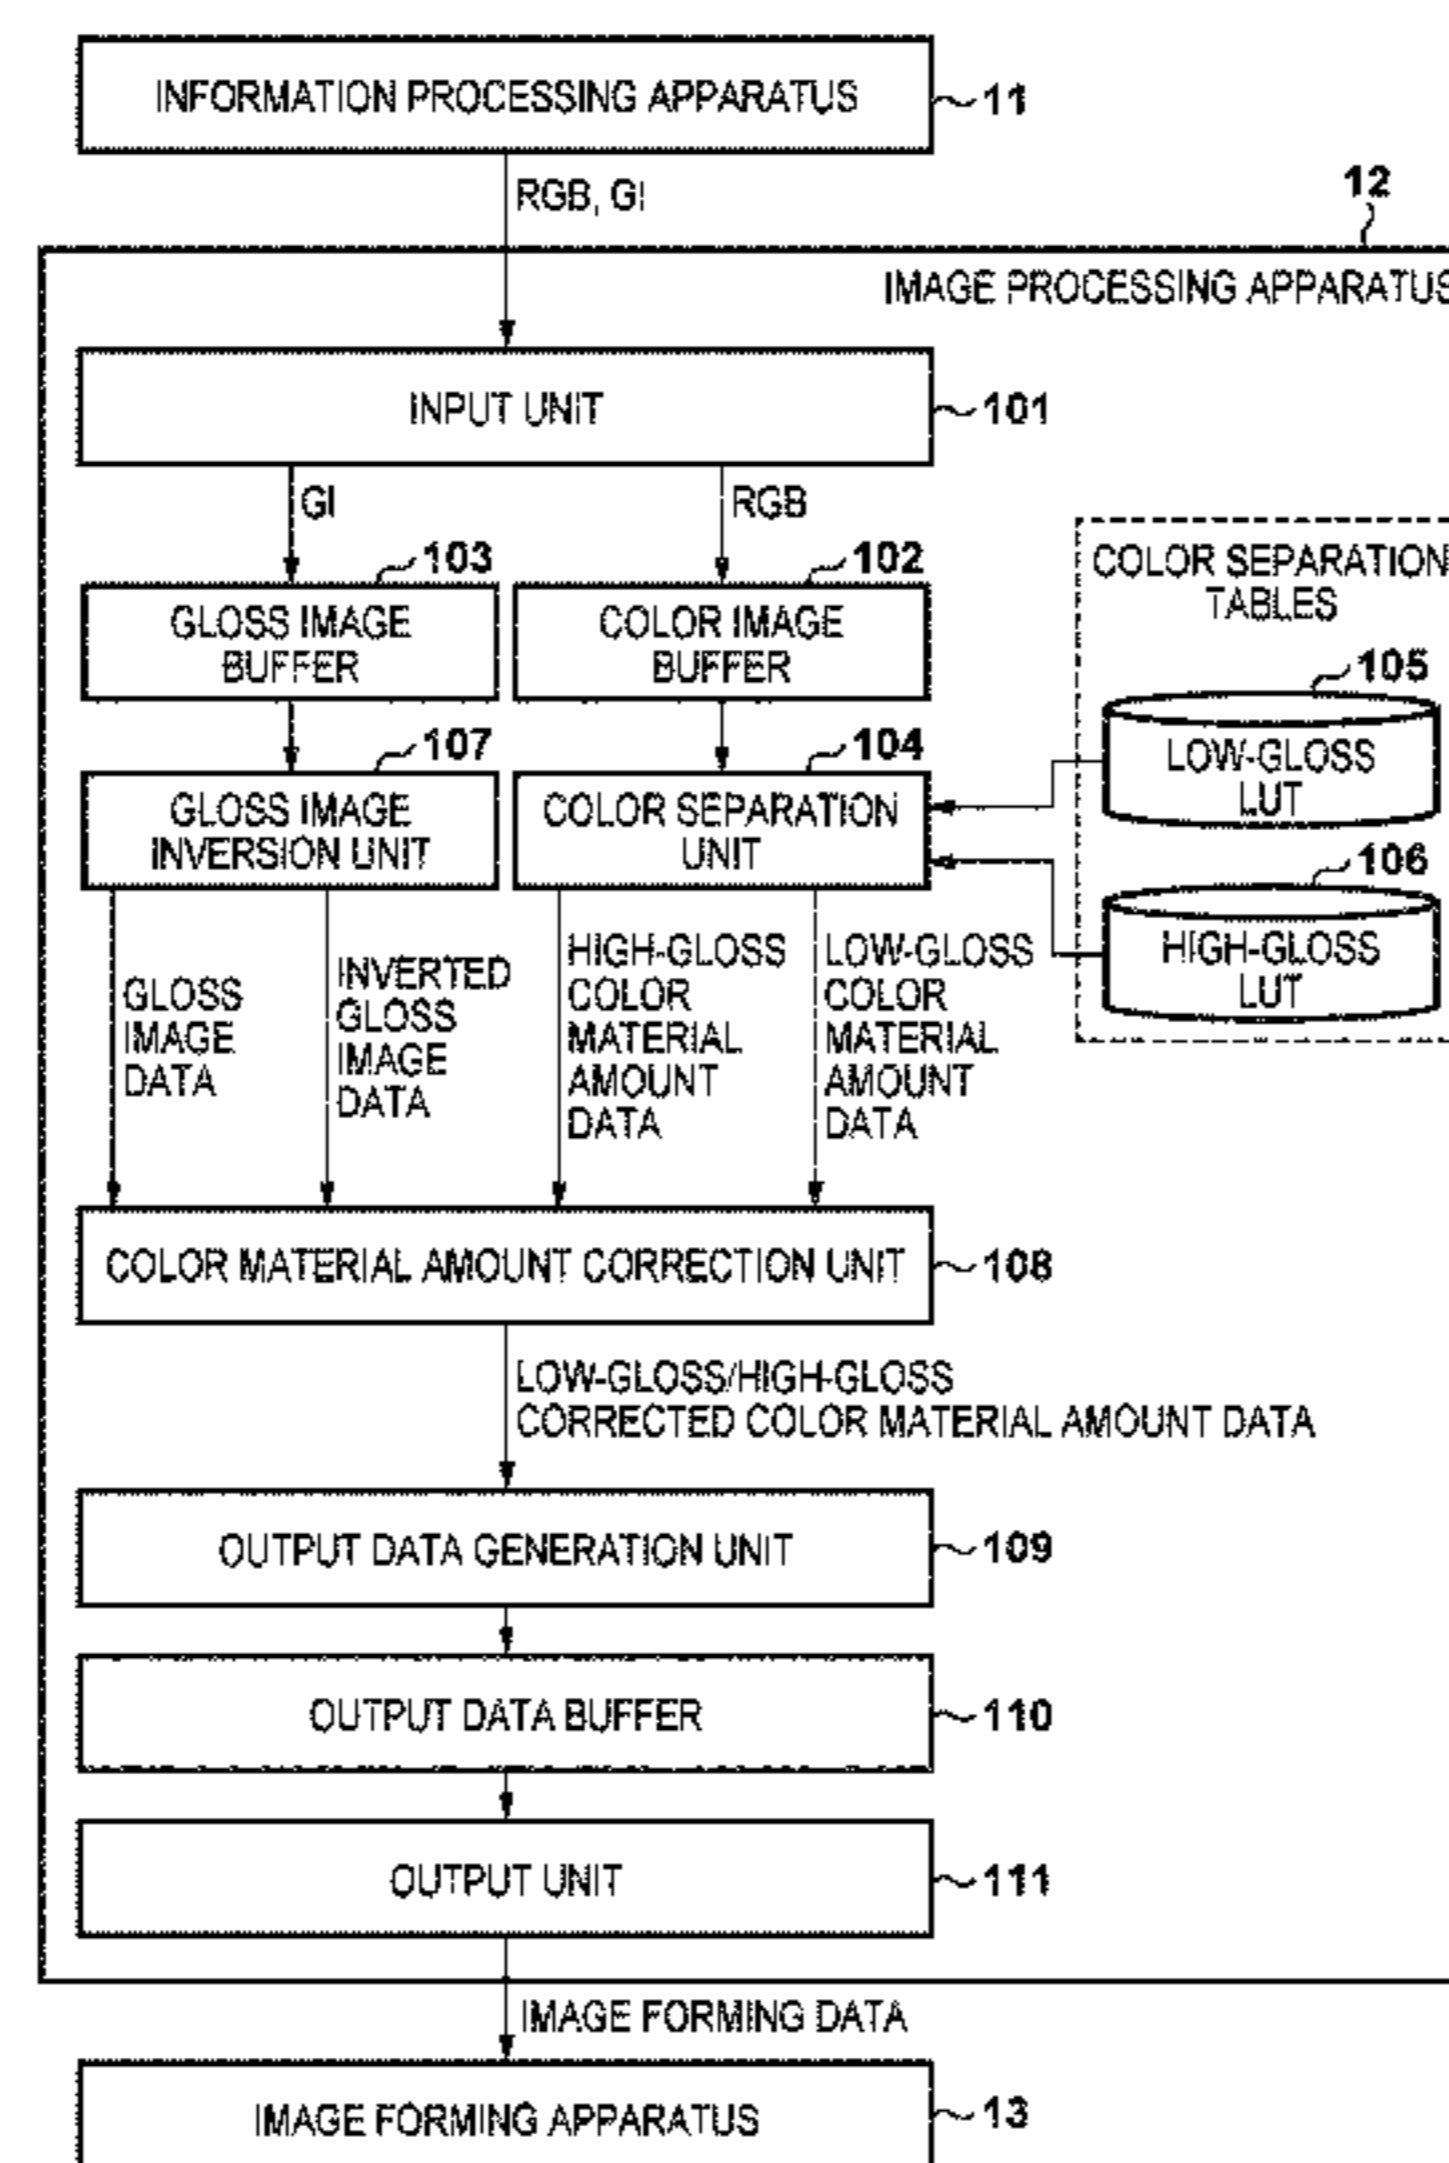 INFORMATION PROCESSING APPARATUS
11
RGB, GI
12
IMAGE PROCESSING APPARATUS
INPUT UNIT
101
GI
RGB
103
102
GLOSS IMAGE
BUFFER
COLOR IMAGE
BUFFER
COLOR SEPARATION
TABLES
105
LOW-GLOSS
LUT
107
104
GLOSS IMAGE
INVERSION UNIT
COLOR SEPARATION
UNIT
106
HIGH-GLOSS
LUT
GLOSS
IMAGE
DATA
INVERTED
GLOSS
IMAGE
DATA
HIGH-GLOSS
COLOR
MATERIAL
AMOUNT
DATA
LOW-GLOSS
COLOR
MATERIAL
AMOUNT
DATA
COLOR MATERIAL AMOUNT CORRECTION UNIT
108
LOW-GLOSS/HIGH-GLOSS
CORRECTED COLOR MATERIAL AMOUNT DATA
OUTPUT DATA GENERATION UNIT
109
OUTPUT DATA BUFFER
110
OUTPUT UNIT
111
IMAGE FORMING DATA
IMAGE FORMING APPARATUS
13